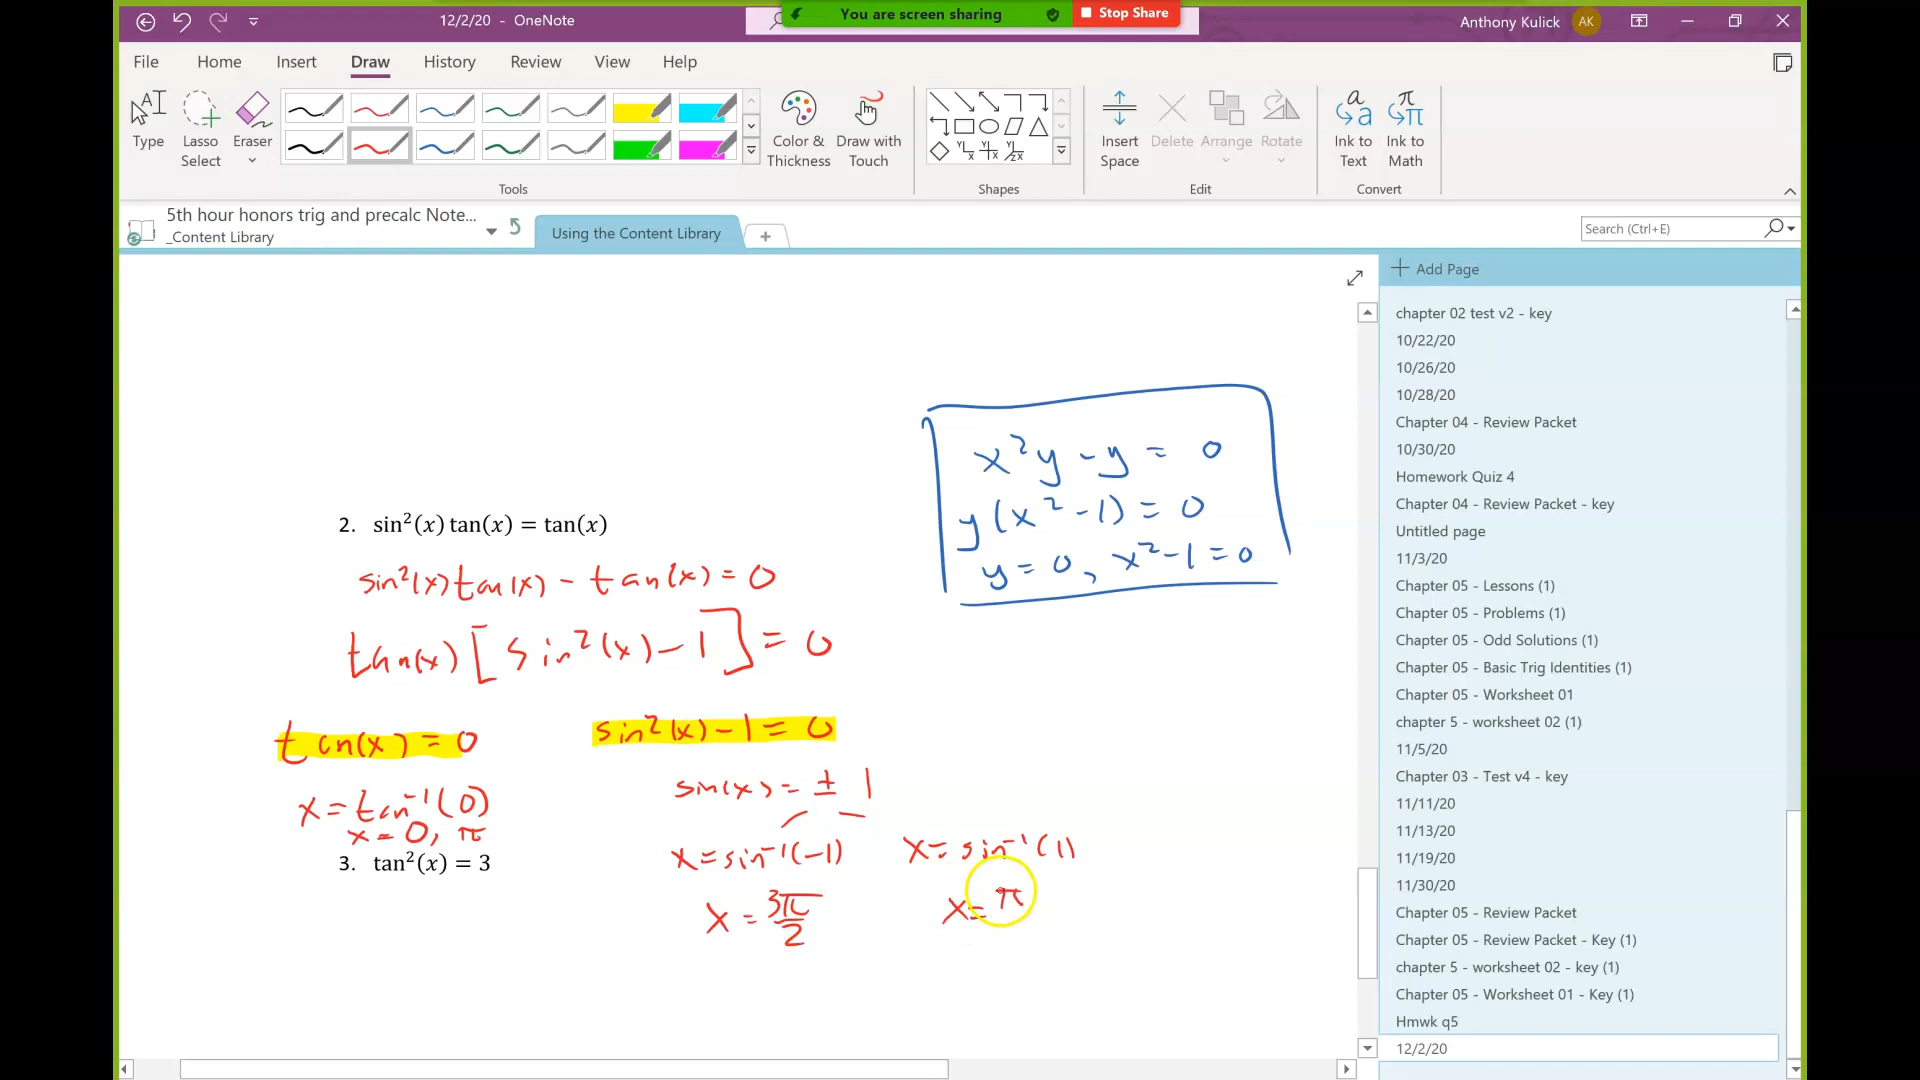 12/2/20 - OneNote
You are screen sharing
Stop Share
Anthony Kulick
AK
File Home Insert Draw History Review View Help
Type
Lasso Select
Eraser
Color & Thickness
Draw with Touch
Insert Space
Delete
Arrange
Rotate
Ink to Text
Ink to Math
Tools
Shapes
Edit
Convert
5th hour honors trig and precalc Note...
_Content Library
Using the Content Library
Search (Ctrl+E)
x²y - y = 0
y(x² - 1) = 0
y = 0, x² - 1 = 0
2. sin²(x) tan(x) = tan(x)
sin²(x)tan(x) - tan(x) = 0
tan(x)[sin²(x) - 1] = 0
tan(x) = 0
sin²(x) - 1 = 0
x = tan⁻¹(0)
x = 0, π
sin(x) = ± 1
x = sin⁻¹(-1)
x = sin⁻¹(1)
x = 3π/2
x = π
3. tan²(x) = 3
Add Page
chapter 02 test v2 - key
10/22/20
10/26/20
10/28/20
Chapter 04 - Review Packet
10/30/20
Homework Quiz 4
Chapter 04 - Review Packet - key
Untitled page
11/3/20
Chapter 05 - Lessons (1)
Chapter 05 - Problems (1)
Chapter 05 - Odd Solutions (1)
Chapter 05 - Basic Trig Identities (1)
Chapter 05 - Worksheet 01
chapter 5 - worksheet 02 (1)
11/5/20
Chapter 03 - Test v4 - key
11/11/20
11/13/20
11/19/20
11/30/20
Chapter 05 - Review Packet
Chapter 05 - Review Packet - Key (1)
chapter 5 - worksheet 02 - key (1)
Chapter 05 - Worksheet 01 - Key (1)
Hmwk q5
12/2/20